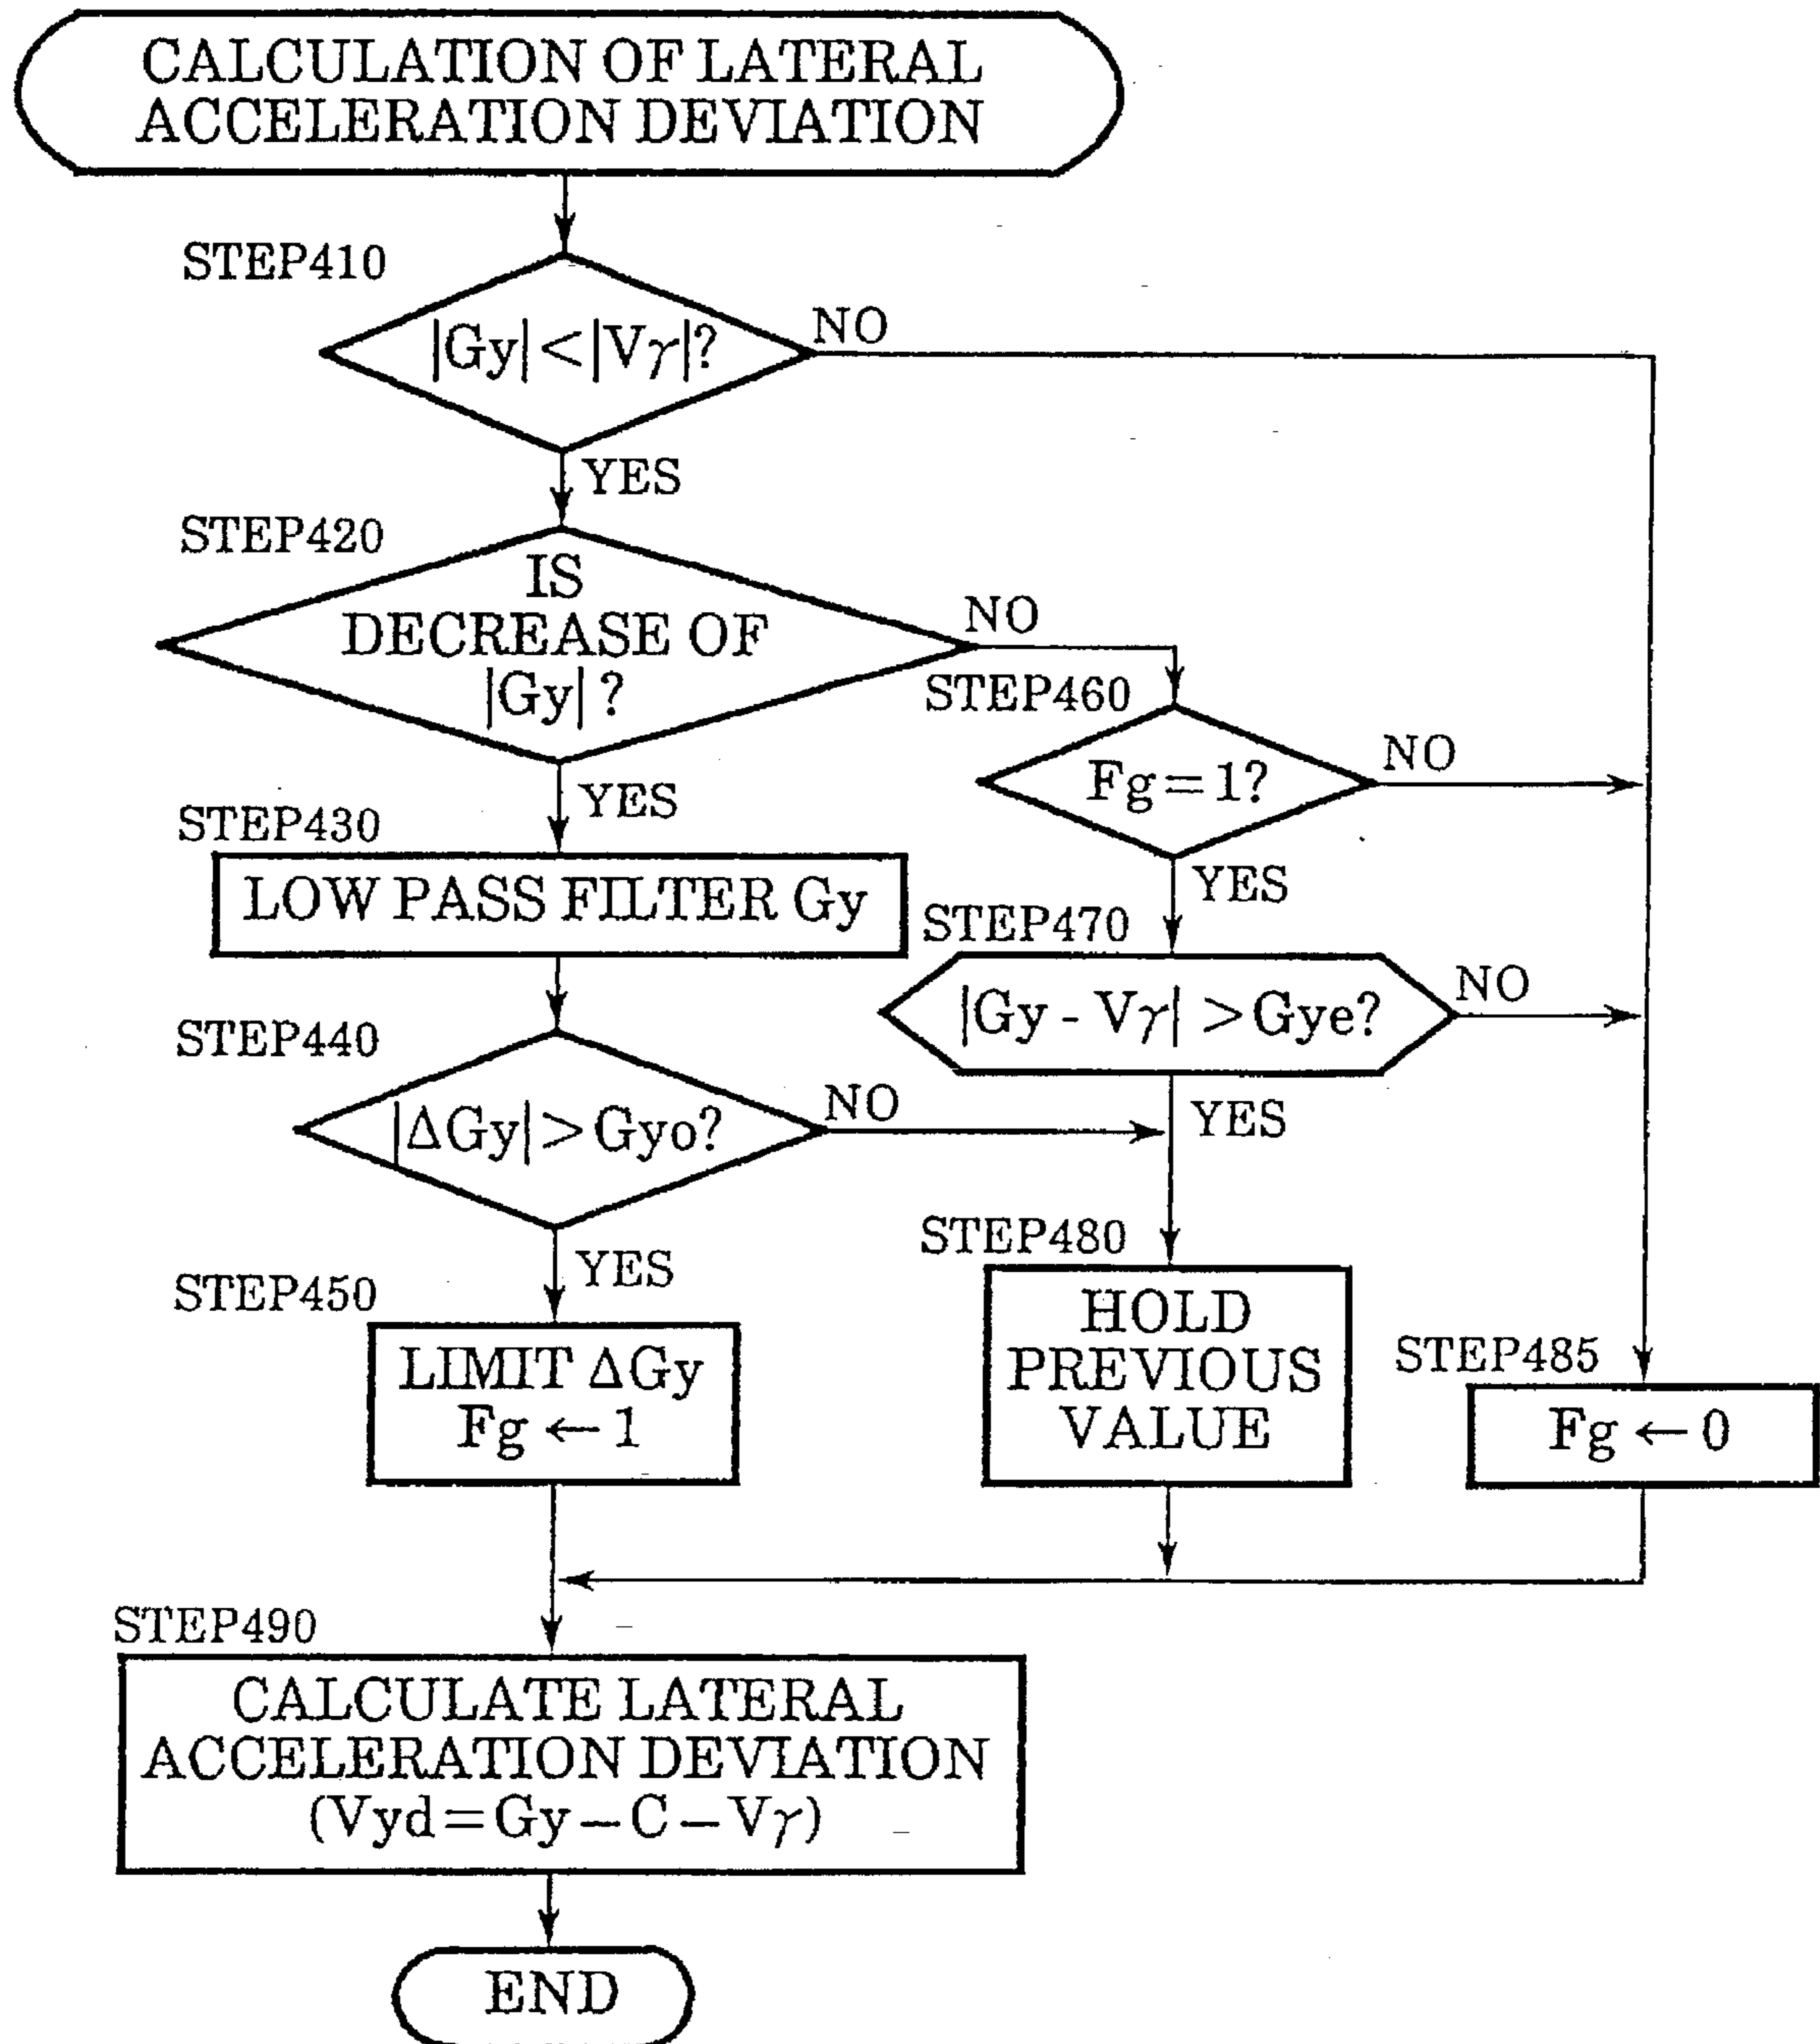 CALCULATION OF LATERAL
ACCELERATION DEVIATION
STEP410
|Gy|<|Vγ|?
NO
YES
STEP420
IS
DECREASE OF
|Gy|?
NO
YES
STEP460
Fg=1?
NO
YES
STEP430
LOW PASS FILTER Gy
STEP470
|Gy - Vγ| >Gye?
NO
YES
STEP440
|ΔGy|>Gyo?
NO
YES
STEP450
LIMIT ΔGy
Fg ← 1
STEP480
HOLD
PREVIOUS
VALUE
STEP485
Fg ← 0
STEP490
CALCULATE LATERAL
ACCELERATION DEVIATION
(Vyd=Gy–C–Vγ)
END